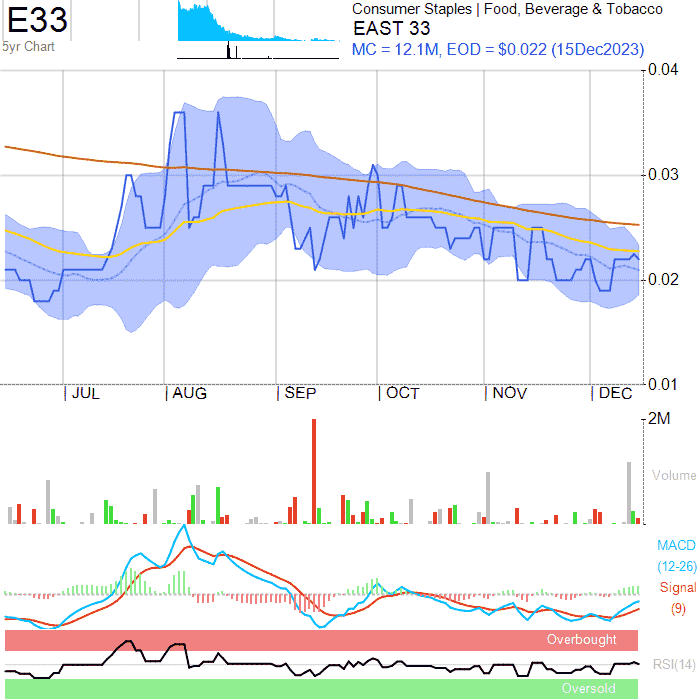 E33
5yr Chart
Consumer Staples | Food, Beverage & Tobacco
EAST 33
MC = 12.1M, EOD = $0.022 (15Dec2023)
0.04
0.03
0.02
0.01
JUL AUG SEP OCT NOV DEC
2M
Volume
MACD
(12-26)
Signal
(9)
Overbought
RSI(14)
Oversold